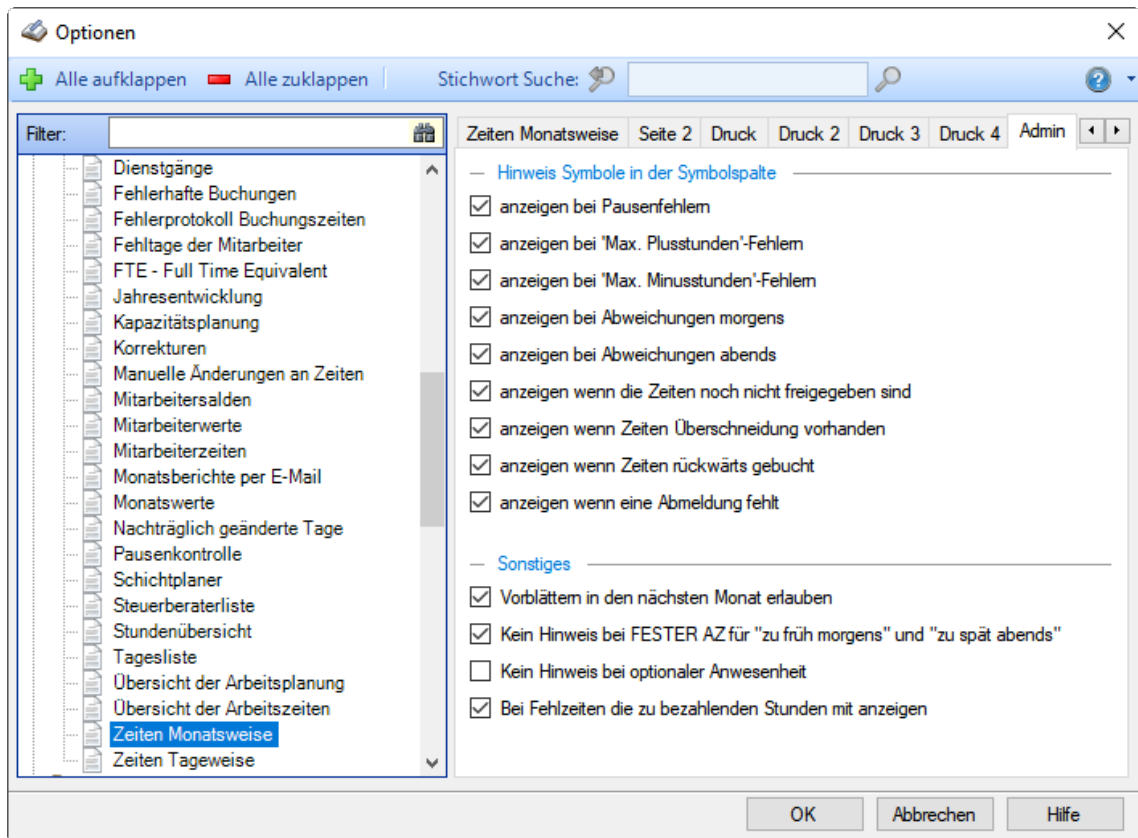 Optionen
Alle aufklappen
Alle zuklappen
Stichwort Suche:
Filter:
Dienstgänge
Fehlerhafte Buchungen
Fehlerprotokoll Buchungszeiten
Fehltage der Mitarbeiter
FTE - Full Time Equivalent
Jahresentwicklung
Kapazitätsplanung
Korrekturen
Manuelle Änderungen an Zeiten
Mitarbeitersalden
Mitarbeiterwerte
Mitarbeiterzeiten
Monatsberichte per E-Mail
Monatswerte
Nachträglich geänderte Tage
Pausenkontrolle
Schichtplaner
Steuerberaterliste
Stundenübersicht
Tagesliste
Übersicht der Arbeitsplanung
Übersicht der Arbeitszeiten
Zeiten Monatsweise
Zeiten Tageweise
Zeiten Monatsweise Seite 2 Druck Druck 2 Druck 3 Druck 4 Admin
Hinweis Symbole in der Symbolspalte
anzeigen bei Pausenfehlern
anzeigen bei 'Max. Plusstunden'-Fehlern
anzeigen bei 'Max. Minusstunden'-Fehlern
anzeigen bei Abweichungen morgens
anzeigen bei Abweichungen abends
anzeigen wenn die Zeiten noch nicht freigegeben sind
anzeigen wenn Zeiten Überschneidung vorhanden
anzeigen wenn Zeiten rückwärts gebucht
anzeigen wenn eine Abmeldung fehlt
Sonstiges
Vorblättern in den nächsten Monat erlauben
Kein Hinweis bei FESTER AZ für "zu früh morgens" und "zu spät abends"
Kein Hinweis bei optionaler Anwesenheit
Bei Fehlzeiten die zu bezahlenden Stunden mit anzeigen
OK
Abbrechen
Hilfe